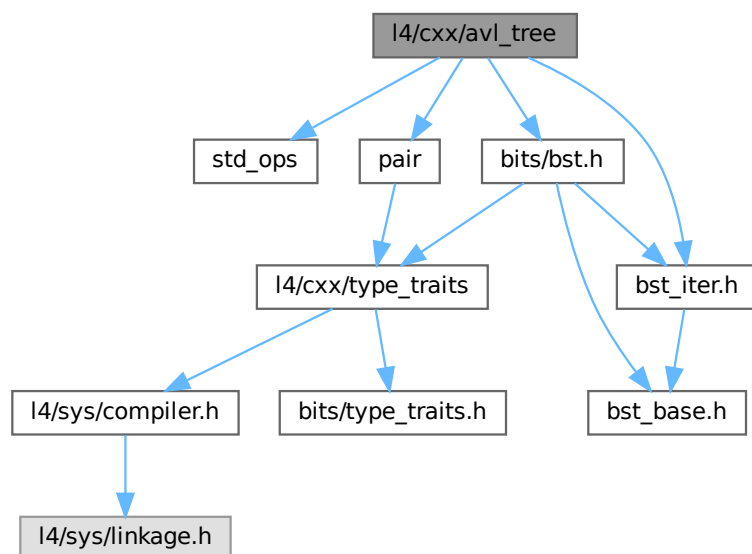 l4/cxx/avl_tree
std_ops
pair
bits/bst.h
l4/cxx/type_traits
bst_iter.h
l4/sys/compiler.h
bits/type_traits.h
bst_base.h
l4/sys/linkage.h